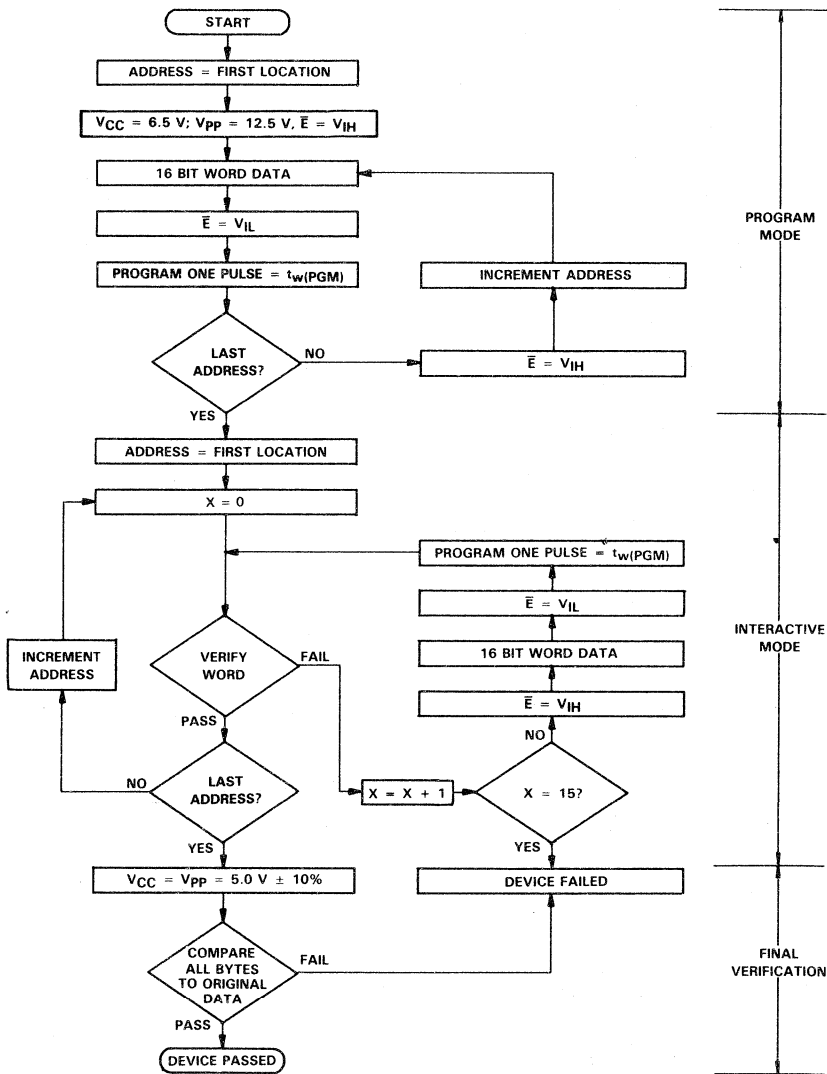 START
ADDRESS = FIRST LOCATION
VCC = 6.5 V; VPP = 12.5 V, E̅ = VIH
16 BIT WORD DATA
E̅ = VIL
PROGRAM ONE PULSE = tw(PGM)
LAST
ADDRESS?
NO
E̅ = VIH
INCREMENT ADDRESS
YES
PROGRAM
MODE
ADDRESS = FIRST LOCATION
X = 0
VERIFY
WORD
FAIL
PASS
INCREMENT
ADDRESS
LAST
ADDRESS?
NO
YES
X = X + 1
X = 15?
NO
E̅ = VIH
16 BIT WORD DATA
E̅ = VIL
PROGRAM ONE PULSE = tw(PGM)
YES
INTERACTIVE
MODE
VCC = VPP = 5.0 V ± 10%
DEVICE FAILED
COMPARE
ALL BYTES
TO ORIGINAL
DATA
FAIL
PASS
DEVICE PASSED
FINAL
VERIFICATION